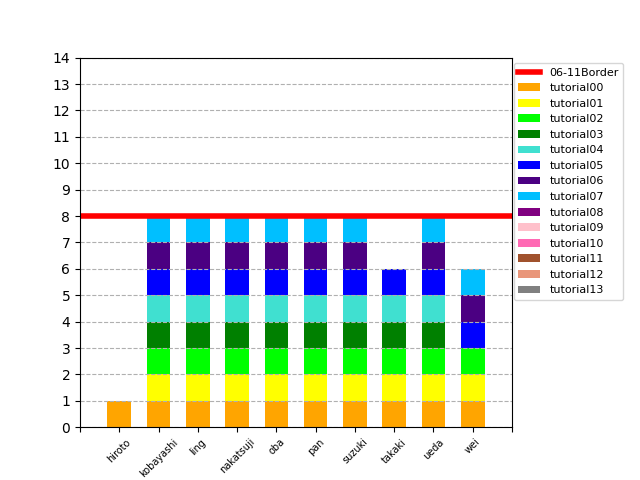 14
13
12
11
10
9
8
7
6
5
4
3
2
1
0
hiroto
kobayashi
ling
nakatsuji
oba
pan
suzuki
takaki
ueda
wei
06-11Border
tutorial00
tutorial01
tutorial02
tutorial03
tutorial04
tutorial05
tutorial06
tutorial07
tutorial08
tutorial09
tutorial10
tutorial11
tutorial12
tutorial13